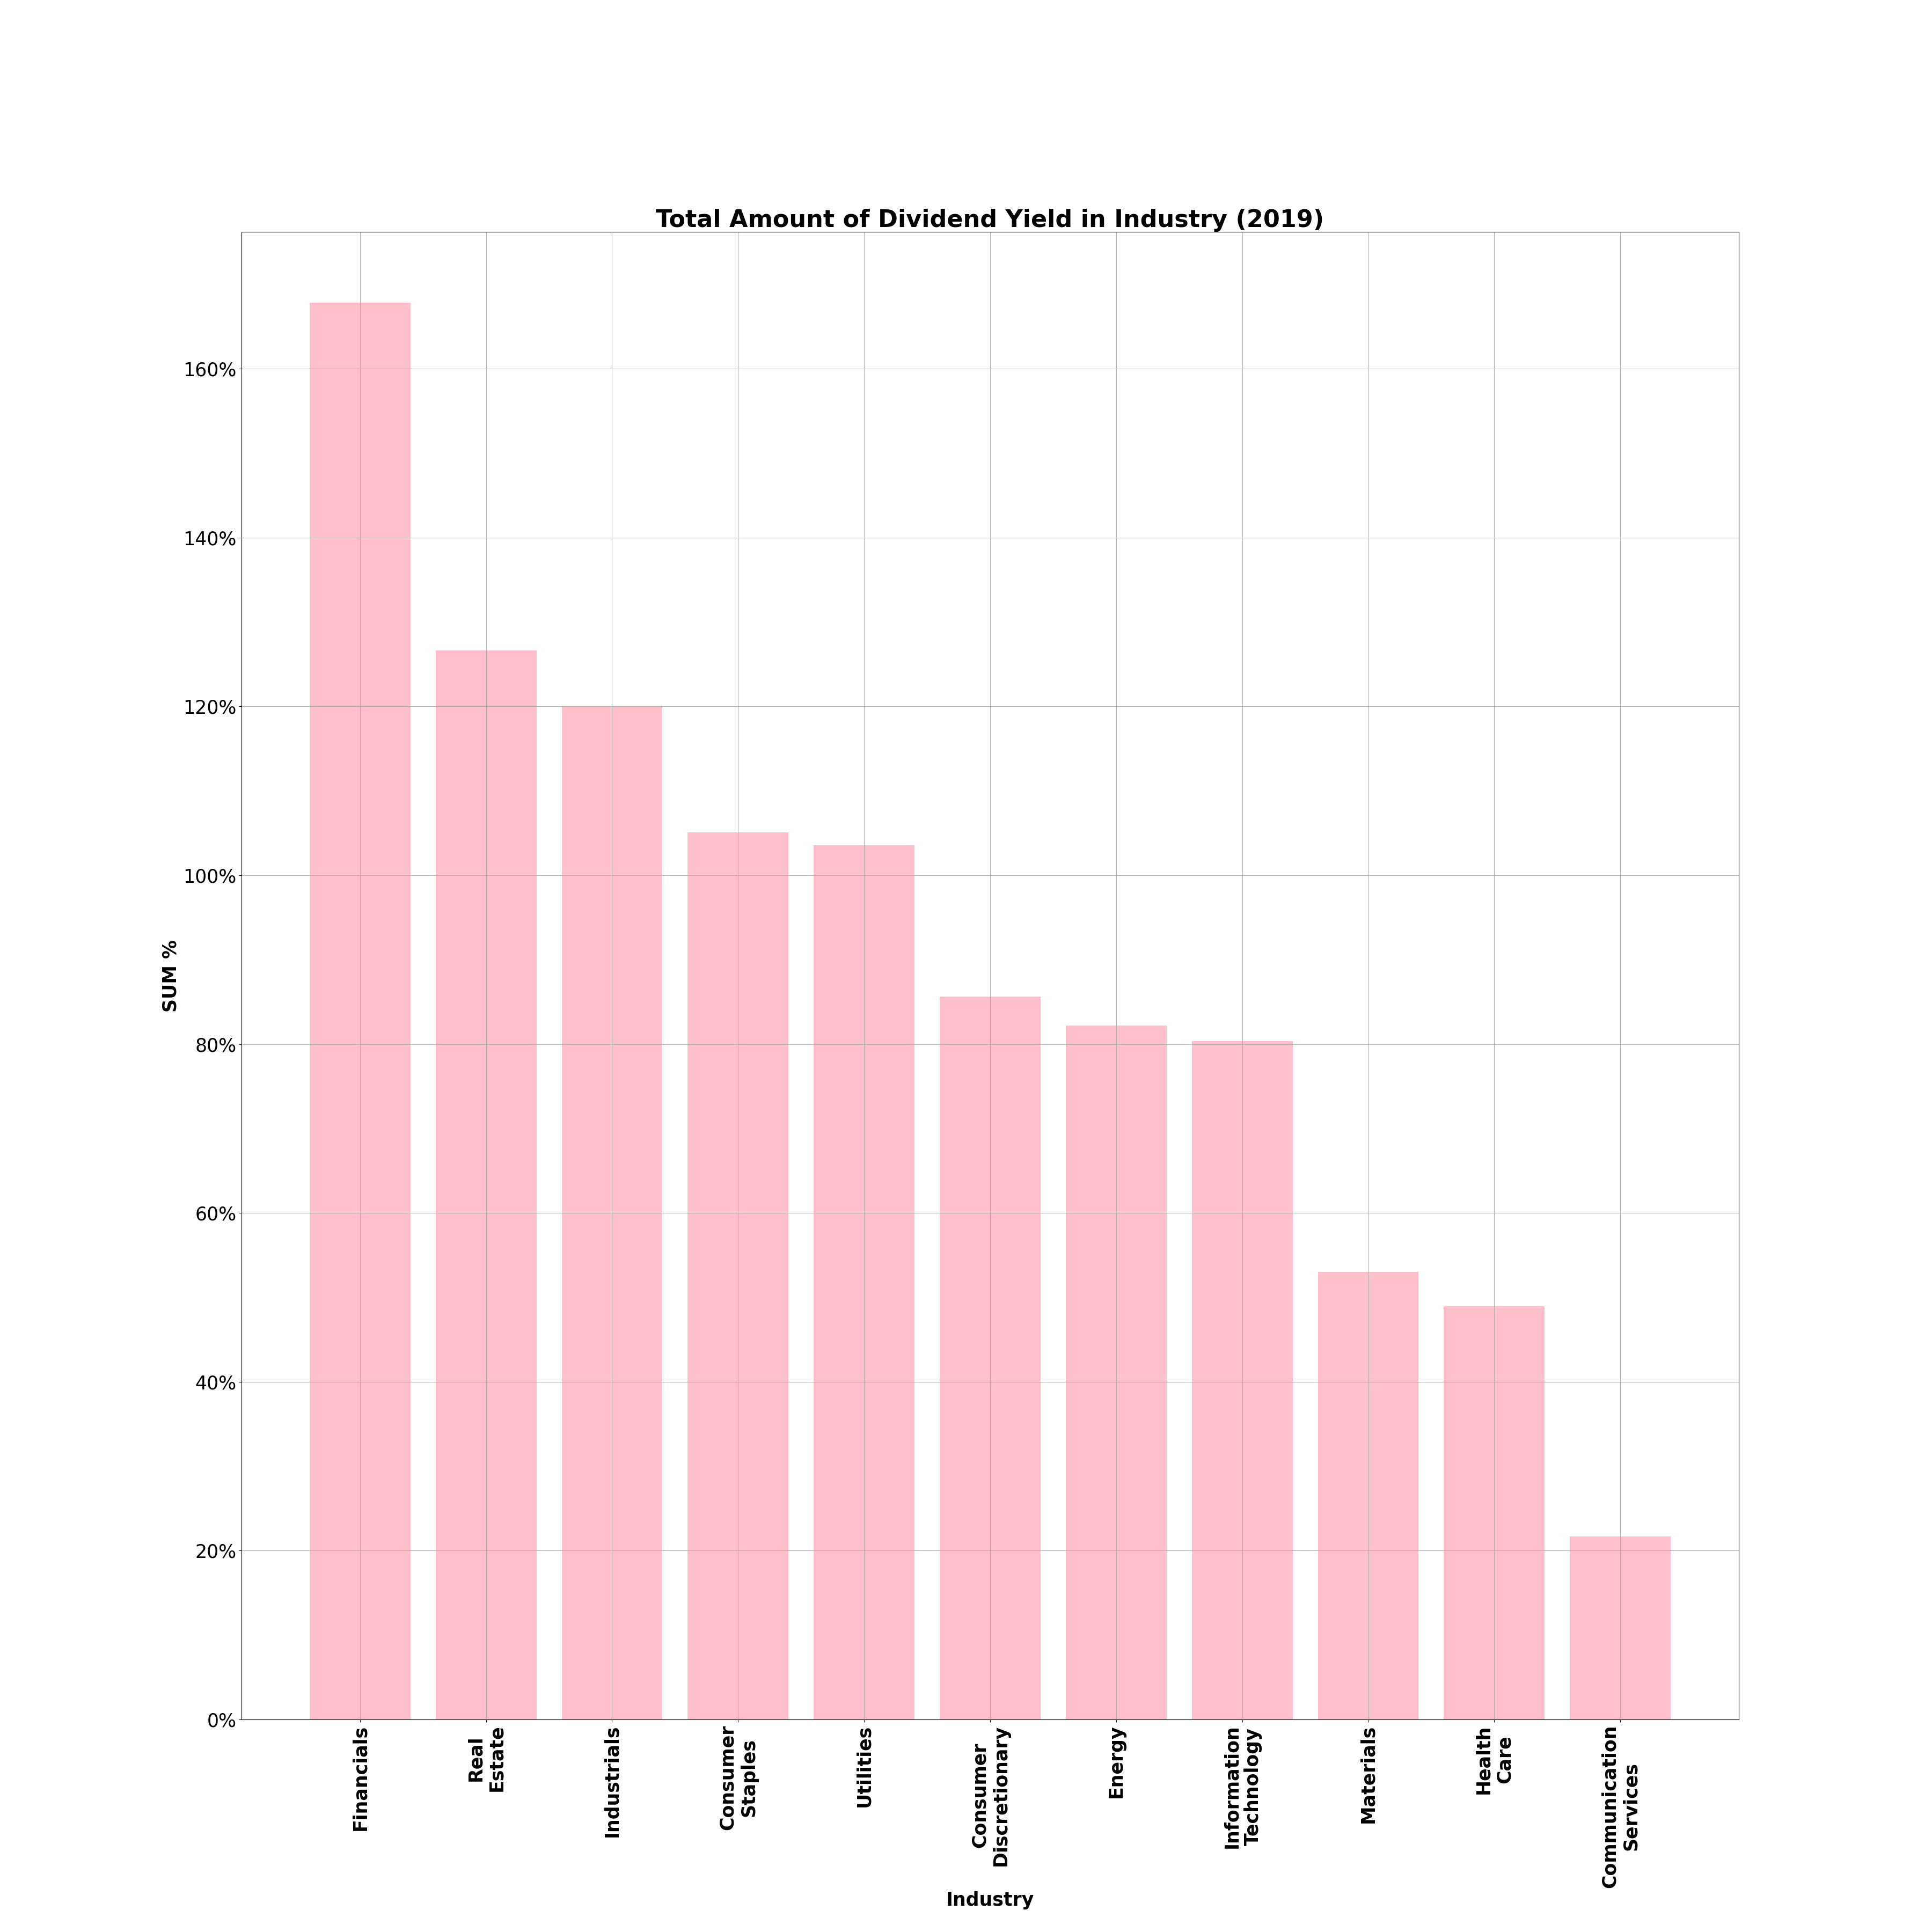 Total Amount of Dividend Yield in Industry (2019)
160%
140%
120%
100%
80%
60%
40%
20%
0%
SUM %
Financials
Real
Estate
Industrials
Consumer
Staples
Utilities
Consumer
Discretionary
Energy
Information
Technology
Materials
Health
Care
Communication
Services
Industry